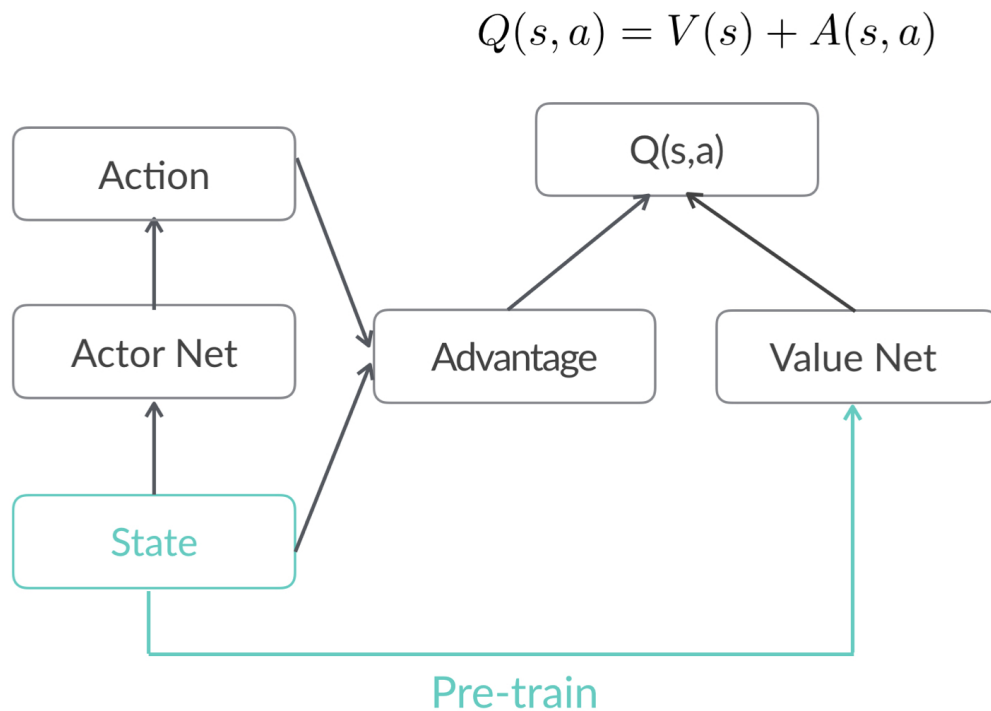 Q(s, a) = V(s) + A(s, a)
Q(s,a)
Action
Actor Net
Advantage
Value Net
State
Pre-train